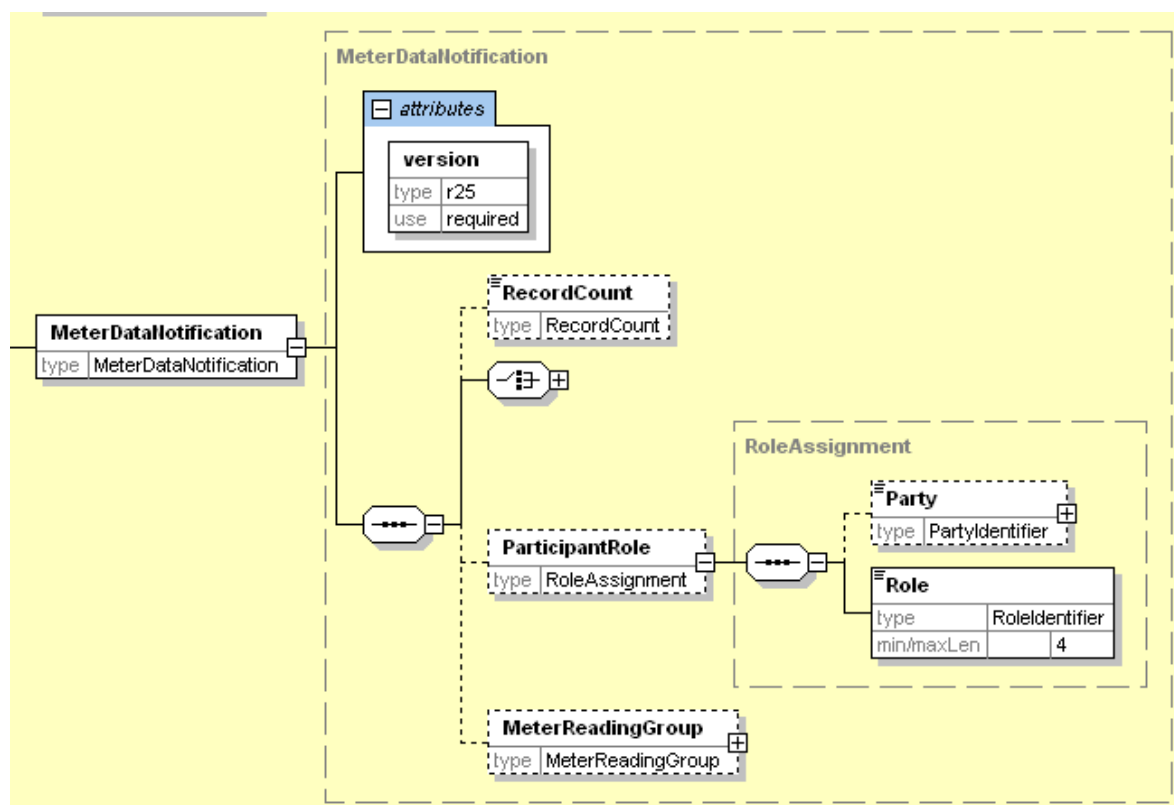 MeterDataNotification
attributes
version
type r25
use required
RecordCount
type RecordCount
MeterDataNotification
type MeterDataNotification
RoleAssignment
Party
type PartyIdentifier
ParticipantRole
type RoleAssignment
Role
type RoleIdentifier
min/maxLen 4
MeterReadingGroup
type MeterReadingGroup